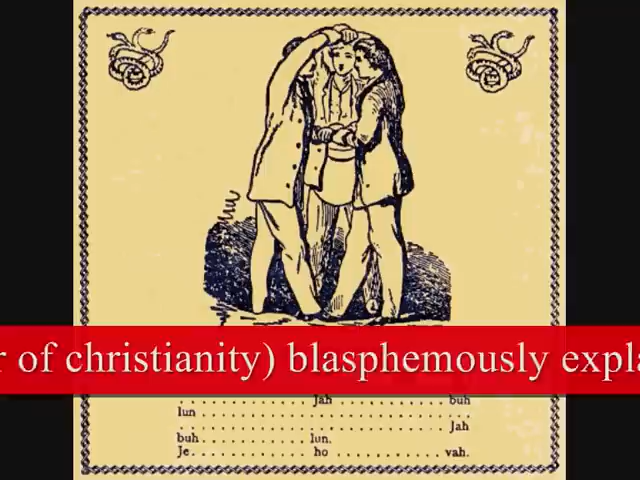 r of christianity) blasphemously expla
. . . . . . . . . . . . . . . . . . . Jah . . . . . . . . . . . . . . . . buh
lun . . . . . . . . . . . . . . . . . . . . . . . . . . . . . . . . . . . . . .
. . . . . . . . . . . . . . . . . . . . . . . . . . . . . . . . . . . . . . Jah
buh . . . . . . . . . . . . . . . lun.
Je . . . . . . . . . . . . . . . . . ho . . . . . . . . . . . . . . . . vah.